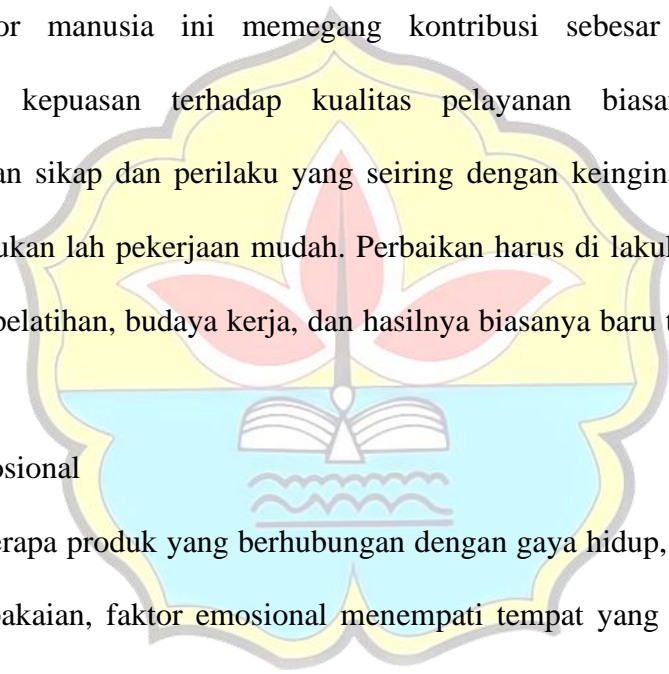 or manusia ini memegang kontribusi sebesar
kepuasan terhadap kualitas pelayanan biasa
an sikap dan perilaku yang seiring dengan keingin
ukan lah pekerjaan mudah. Perbaikan harus di laku
pelatihan, budaya kerja, dan hasilnya biasanya baru t
osional
erapa produk yang berhubungan dengan gaya hidup,
pakaian, faktor emosional menempati tempat yang